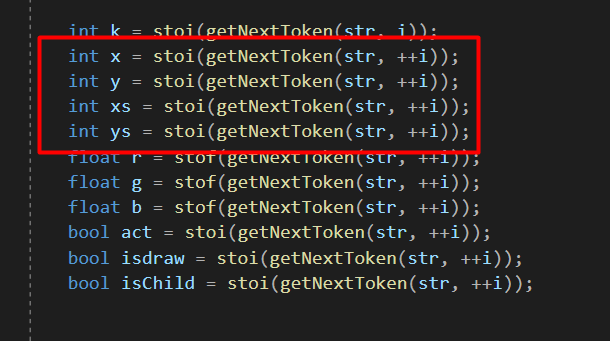 int k = stoi(getNextToken(str, i));
int x = stoi(getNextToken(str, ++i));
int y = stoi(getNextToken(str, ++i));
int xs = stoi(getNextToken(str, ++i));
int ys = stoi(getNextToken(str, ++i));
float r = stof(getNextToken(str, ++i));
float g = stof(getNextToken(str, ++i));
float b = stof(getNextToken(str, ++i));
bool act = stoi(getNextToken(str, ++i));
bool isdraw = stoi(getNextToken(str, ++i));
bool isChild = stoi(getNextToken(str, ++i));